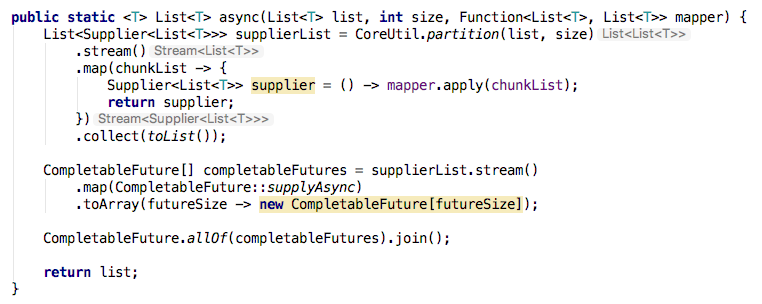 public static <T> List<T> async(List<T> list, int size, Function<List<T>, List<T>> mapper) {
    List<Supplier<List<T>>> supplierList = CoreUtil.partition(list, size) List<List<T>>
            .stream() Stream<List<T>>
            .map(chunkList -> {
                Supplier<List<T>> supplier = () -> mapper.apply(chunkList);
                return supplier;
            }) Stream<Supplier<List<T>>>
            .collect(toList());
    CompletableFuture[] completableFutures = supplierList.stream()
            .map(CompletableFuture::supplyAsync)
            .toArray(futureSize -> new CompletableFuture[futureSize]);
    CompletableFuture.allOf(completableFutures).join();
    return list;
}